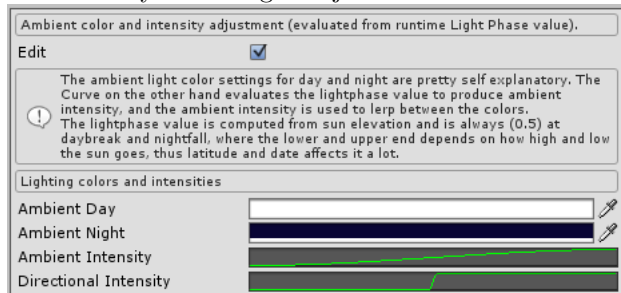 Ambient color and intensity adjustment (evaluated from runtime Light Phase value).
Edit
The ambient light color settings for day and night are pretty self explanatory. The
Curve on the other hand evaluates the lightphase value to produce ambient
intensity, and the ambient intensity is used to lerp between the colors.
The lightphase value is computed from sun elevation and is always (0.5) at
daybreak and nightfall, where the lower and upper end depends on how high and low
the sun goes, thus latitude and date affects it a lot.
Lighting colors and intensities
Ambient Day
Ambient Night
Ambient Intensity
Directional Intensity